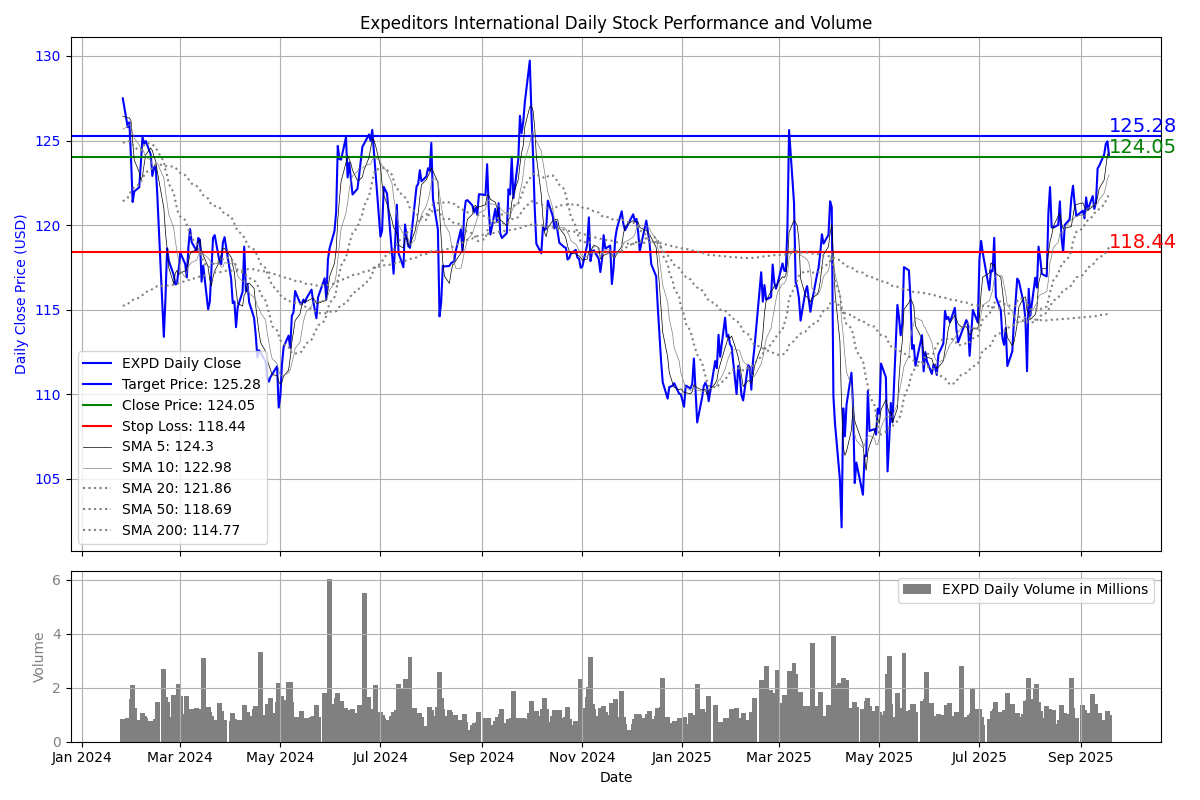 Expeditors International Daily Stock Performance and Volume
130
125
120
115
110
105
Daily Close Price (USD)
125.28
124.05
118.44
EXPD Daily Close
Target Price: 125.28
Close Price: 124.05
Stop Loss: 118.44
SMA 5: 124.3
SMA 10: 122.98
SMA 20: 121.86
SMA 50: 118.69
SMA 200: 114.77
6
4
2
0
Volume
EXPD Daily Volume in Millions
Jan 2024 Mar 2024 May 2024 Jul 2024 Sep 2024 Nov 2024 Jan 2025 Mar 2025 May 2025 Jul 2025 Sep 2025
Date